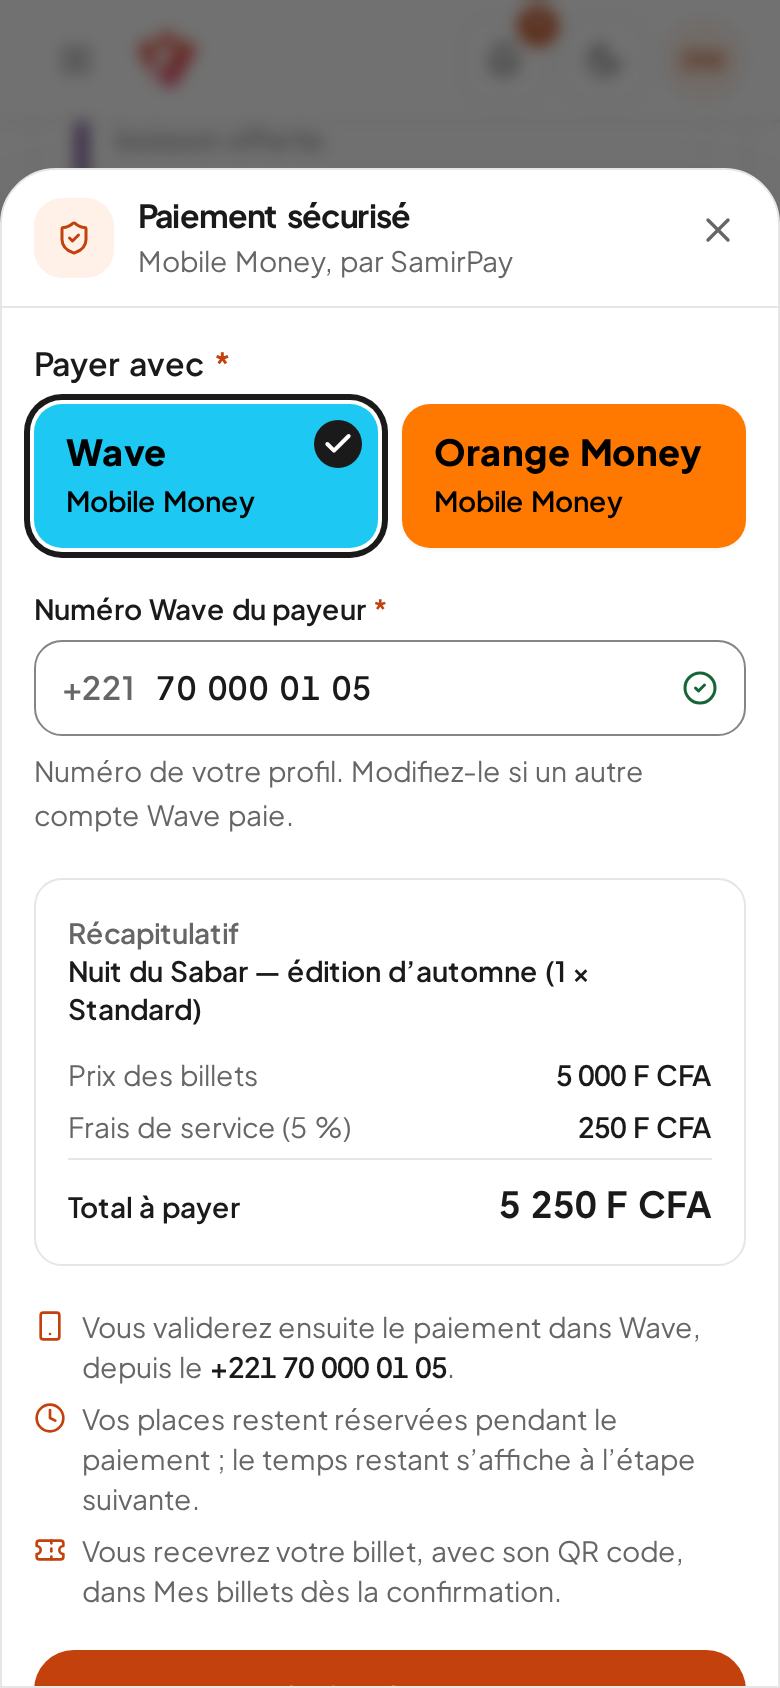 Paiement sécurisé
Mobile Money, par SamirPay
Payer avec *
Wave
Mobile Money
Orange Money
Mobile Money
Numéro Wave du payeur *
+221 70 000 01 05
Numéro de votre profil. Modifiez-le si un autre
compte Wave paie.
Récapitulatif
Nuit du Sabar — édition d’automne (1 ×
Standard)
Prix des billets 5 000 F CFA
Frais de service (5 %) 250 F CFA
Total à payer 5 250 F CFA
Vous validerez ensuite le paiement dans Wave,
depuis le +221 70 000 01 05.
Vos places restent réservées pendant le
paiement ; le temps restant s’affiche à l’étape
suivante.
Vous recevrez votre billet, avec son QR code,
dans Mes billets dès la confirmation.